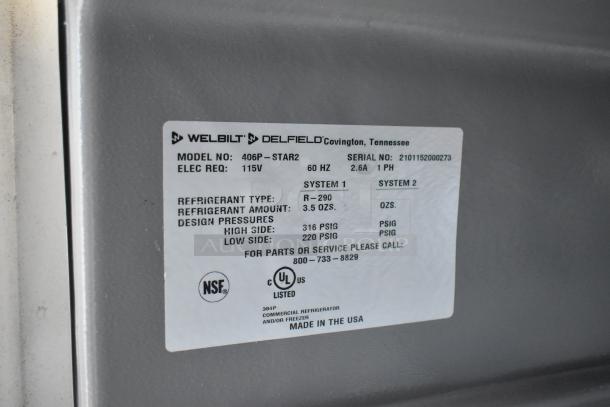 WELBILT DELFIELD Covington, Tennessee
MODEL NO: 406P-STAR2 SERIAL NO: 2101152000273
ELEC REQ: 115V 60 HZ 2.6A 1 PH
SYSTEM 1 SYSTEM 2
REFRIGERANT TYPE: R-290
REFRIGERANT AMOUNT: 3.5 OZS. OZS.
DESIGN PRESSURES
HIGH SIDE: 316 PSIG PSIG
LOW SIDE: 220 PSIG PSIG
FOR PARTS OR SERVICE PLEASE CALL:
800-733-8829
NSF®
C UL US
LISTED
384P
COMMERCIAL REFRIGERATOR
AND/OR FREEZER
MADE IN THE USA